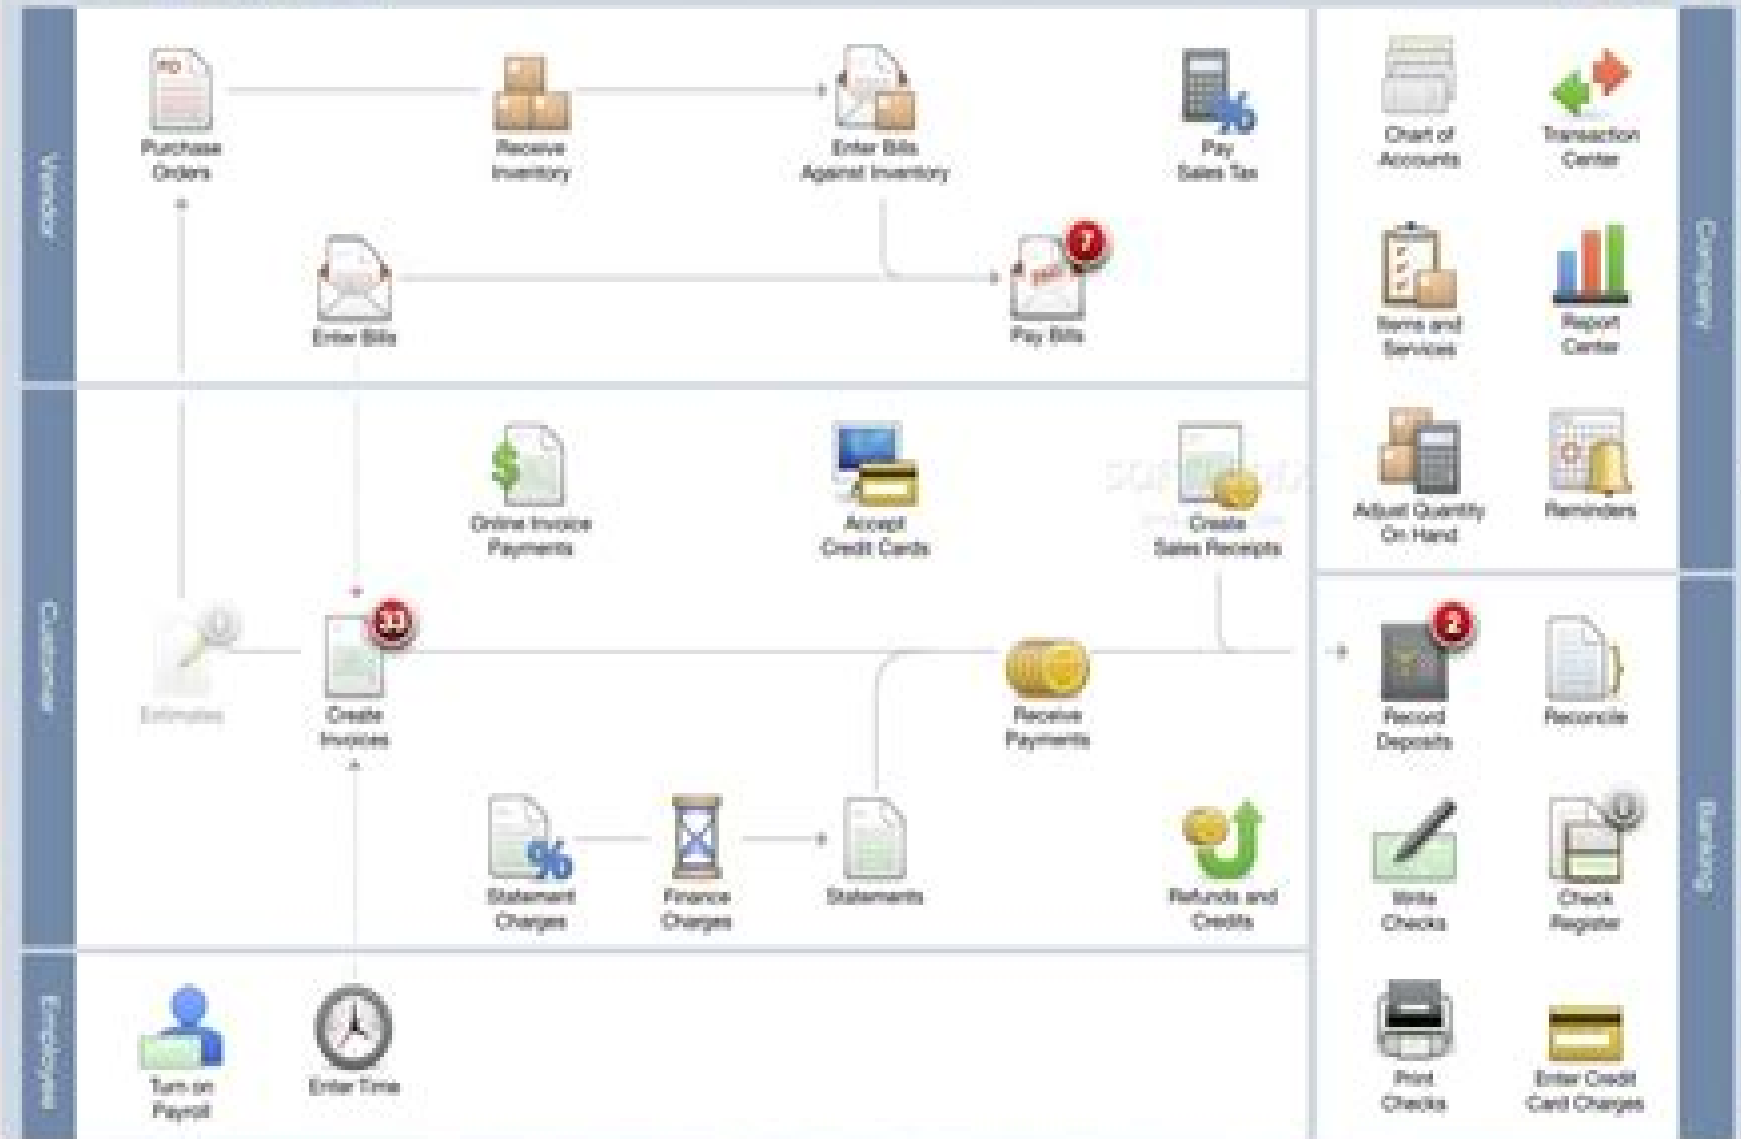 Vendor
PO
Purchase
Orders
Receive
Inventory
Enter Bills
Against Inventory
Pay
Sales Tax
Enter Bills
7
Pay Bills
Customer
Online Invoice
Payments
Accept
Credit Cards
Create
Sales Receipts
Estimates
33
Create
Invoices
Receive
Payments
Statement
Charges
Finance
Charges
Statements
Refunds and
Credits
Employee
Turn on
Payroll
Enter Time
Company
Chart of
Accounts
Transaction
Center
Items and
Services
Report
Center
Adjust Quantity
On Hand
Reminders
Banking
2
Record
Deposits
Reconcile
Write
Checks
Check
Register
Print
Checks
Enter Credit
Card Charges